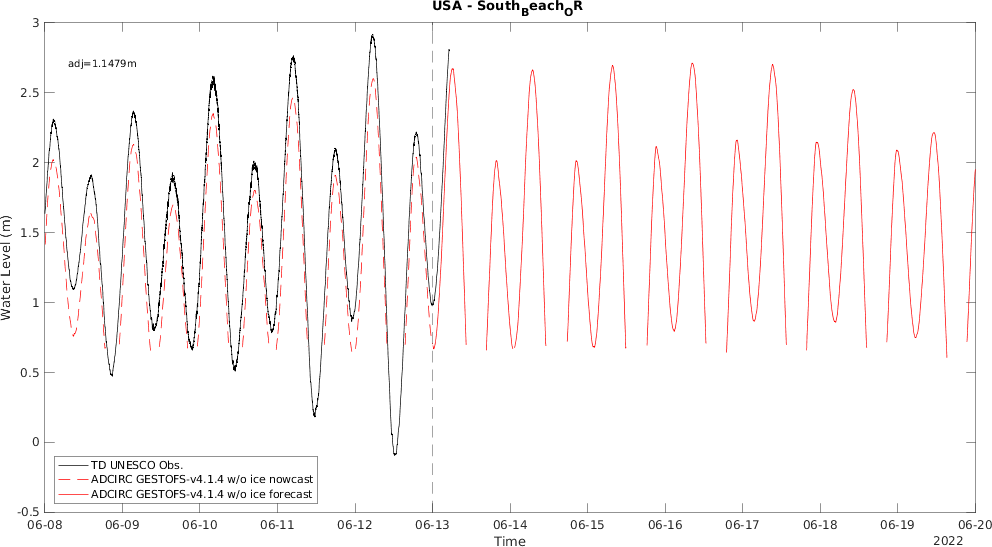 USA - South_Beach_OR
adj=1.1479m
3
2.5
2
1.5
1
0.5
0
-0.5
Water Level (m)
TD UNESCO Obs.
ADCIRC GESTOFS-v4.1.4 w/o ice nowcast
ADCIRC GESTOFS-v4.1.4 w/o ice forecast
06-08 06-09 06-10 06-11 06-12 06-13 06-14 06-15 06-16 06-17 06-18 06-19 06-20
Time
2022